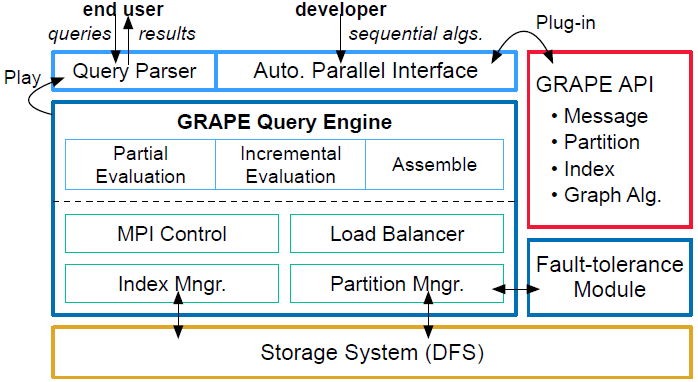 end user
developer
queries
results
sequential algs.
Plug-in
Play
Query Parser
Auto. Parallel Interface
GRAPE API
• Message
• Partition
• Index
• Graph Alg.
GRAPE Query Engine
Partial
Evaluation
Incremental
Evaluation
Assemble
MPI Control
Load Balancer
Index Mngr.
Partition Mngr.
Fault-tolerance
Module
Storage System (DFS)